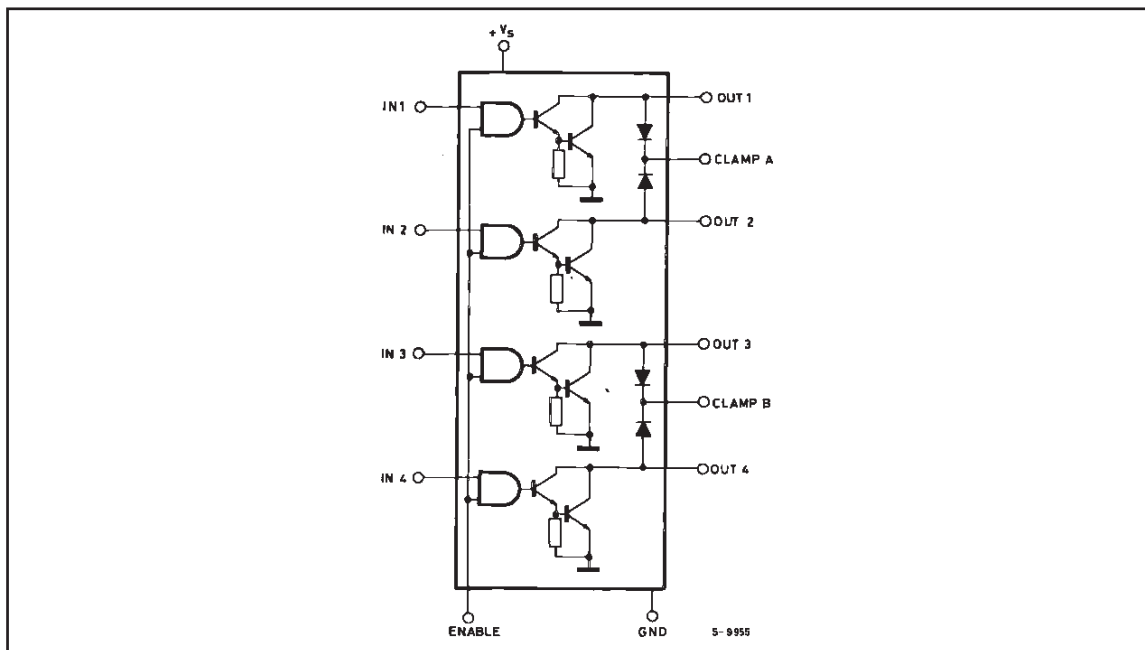 + Vs
IN1
OUT 1
CLAMP A
IN 2
OUT 2
IN 3
OUT 3
CLAMP B
IN 4
OUT 4
ENABLE
GND
S-9955